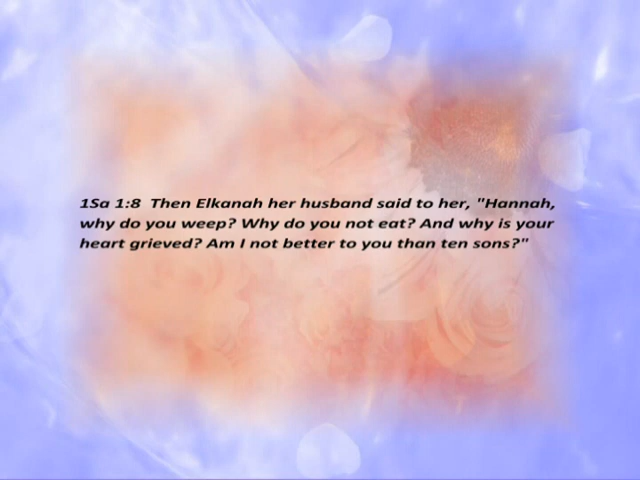 1Sa 1:8  Then Elkanah her husband said to her, "Hannah,
why do you weep? Why do you not eat? And why is your
heart grieved? Am I not better to you than ten sons?"